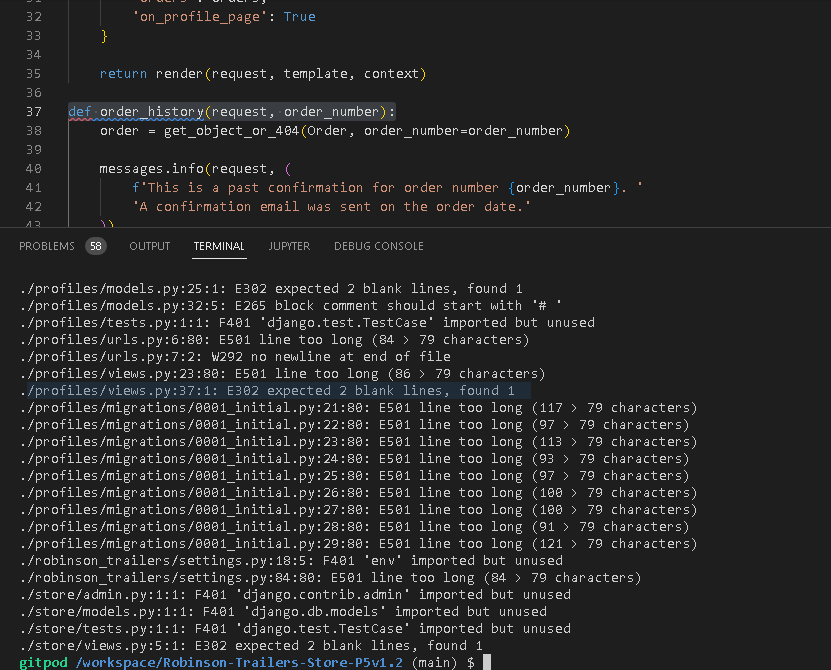 32 'on_profile_page': True
33 }
34
35 return render(request, template, context)
36
37 def order_history(request, order_number):
38 order = get_object_or_404(Order, order_number=order_number)
39
40 messages.info(request, (
41 f'This is a past confirmation for order number {order_number}. '
42 'A confirmation email was sent on the order date.'
43 ))
PROBLEMS 58 OUTPUT TERMINAL JUPYTER DEBUG CONSOLE
./profiles/models.py:25:1: E302 expected 2 blank lines, found 1
./profiles/models.py:32:5: E265 block comment should start with '# '
./profiles/tests.py:1:1: F401 'django.test.TestCase' imported but unused
./profiles/urls.py:6:80: E501 line too long (84 > 79 characters)
./profiles/urls.py:7:2: W292 no newline at end of file
./profiles/views.py:23:80: E501 line too long (86 > 79 characters)
./profiles/views.py:37:1: E302 expected 2 blank lines, found 1
./profiles/migrations/0001_initial.py:21:80: E501 line too long (117 > 79 characters)
./profiles/migrations/0001_initial.py:22:80: E501 line too long (97 > 79 characters)
./profiles/migrations/0001_initial.py:23:80: E501 line too long (113 > 79 characters)
./profiles/migrations/0001_initial.py:24:80: E501 line too long (93 > 79 characters)
./profiles/migrations/0001_initial.py:25:80: E501 line too long (97 > 79 characters)
./profiles/migrations/0001_initial.py:26:80: E501 line too long (100 > 79 characters)
./profiles/migrations/0001_initial.py:27:80: E501 line too long (100 > 79 characters)
./profiles/migrations/0001_initial.py:28:80: E501 line too long (91 > 79 characters)
./profiles/migrations/0001_initial.py:29:80: E501 line too long (121 > 79 characters)
./robinson_trailers/settings.py:18:5: F401 'env' imported but unused
./robinson_trailers/settings.py:84:80: E501 line too long (84 > 79 characters)
./store/admin.py:1:1: F401 'django.contrib.admin' imported but unused
./store/models.py:1:1: F401 'django.db.models' imported but unused
./store/tests.py:1:1: F401 'django.test.TestCase' imported but unused
./store/views.py:5:1: E302 expected 2 blank lines, found 1
gitpod /workspace/Robinson-Trailers-Store-P5v1.2 (main) $